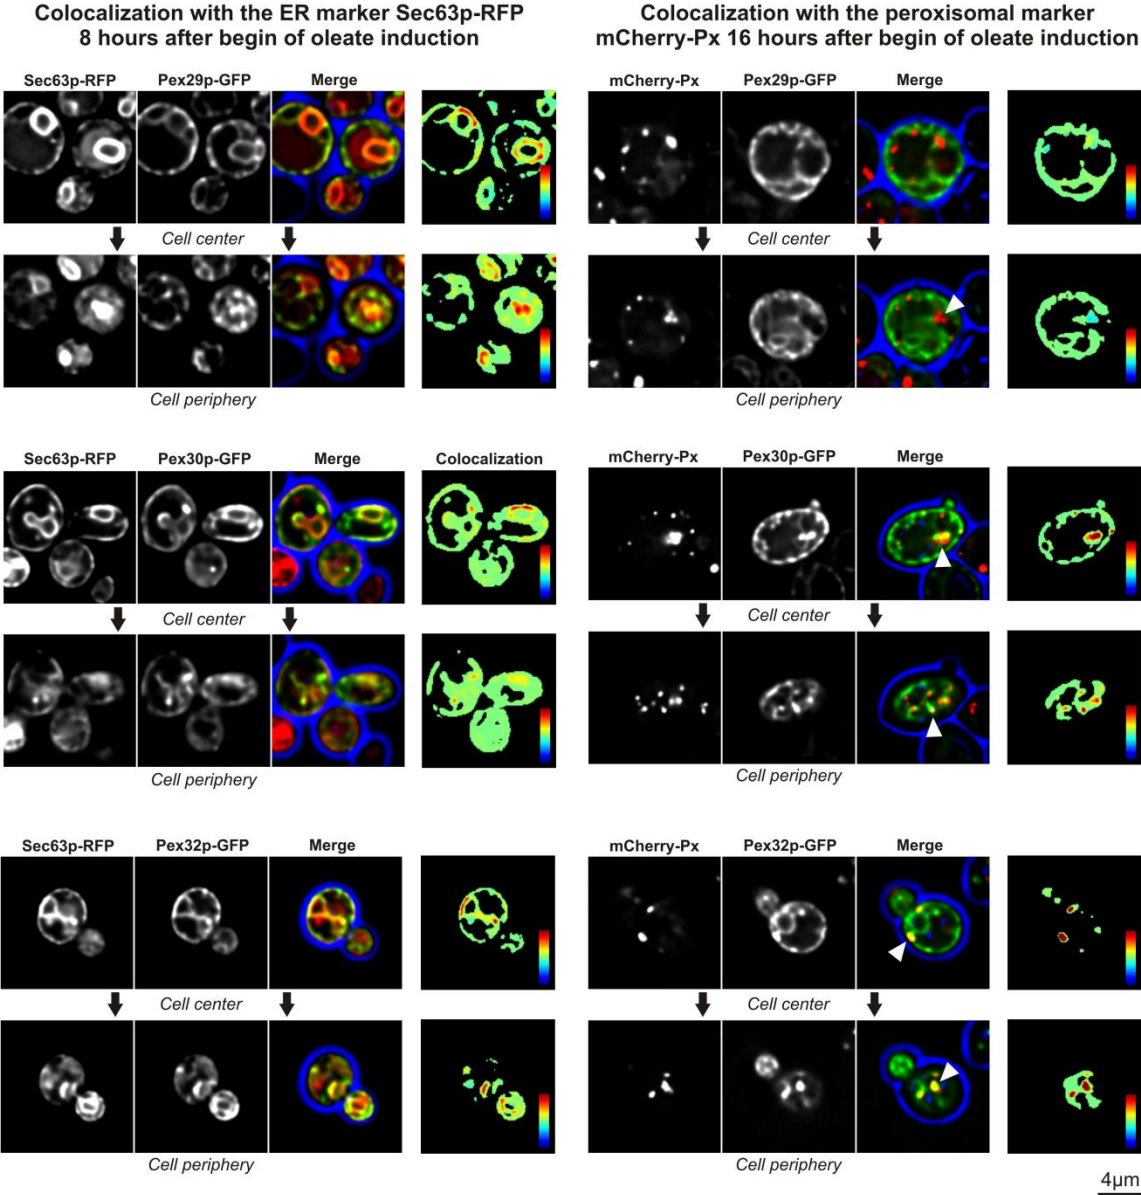 Colocalization with the ER marker Sec63p-RFP
8 hours after begin of oleate induction
Colocalization with the peroxisomal marker
mCherry-Px 16 hours after begin of oleate induction
Sec63p-RFP Pex29p-GFP Merge
mCherry-Px Pex29p-GFP Merge
Cell center
Cell center
Cell periphery
Cell periphery
Sec63p-RFP Pex30p-GFP Merge Colocalization
mCherry-Px Pex30p-GFP Merge
Cell center
Cell center
Cell periphery
Cell periphery
Sec63p-RFP Pex32p-GFP Merge
mCherry-Px Pex32p-GFP Merge
Cell center
Cell center
Cell periphery
Cell periphery
4µm